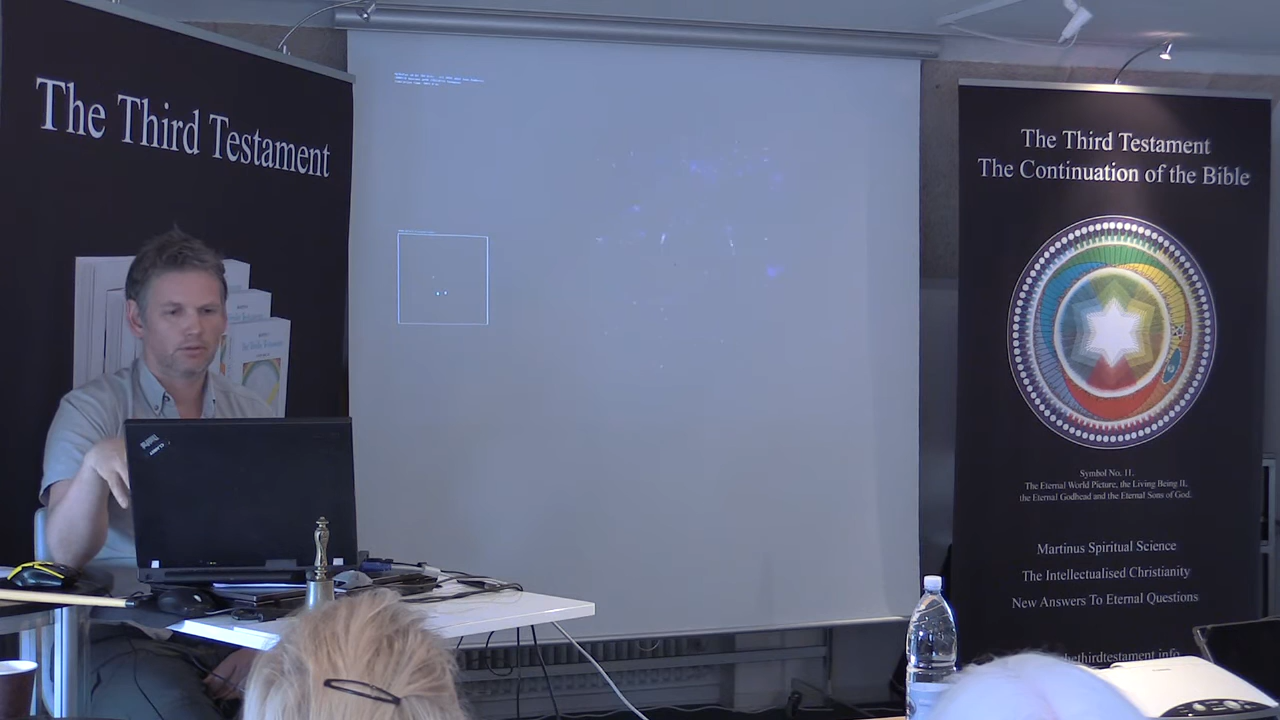 The Third Testament
The Third Testament
The Continuation of the Bible
Symbol No. 11.
The Eternal World Picture, the Living Being II,
the Eternal Godhead and the Eternal Sons of God.
Martinus Spiritual Science
The Intellectualised Christianity
New Answers To Eternal Questions
thethirdtestament.info